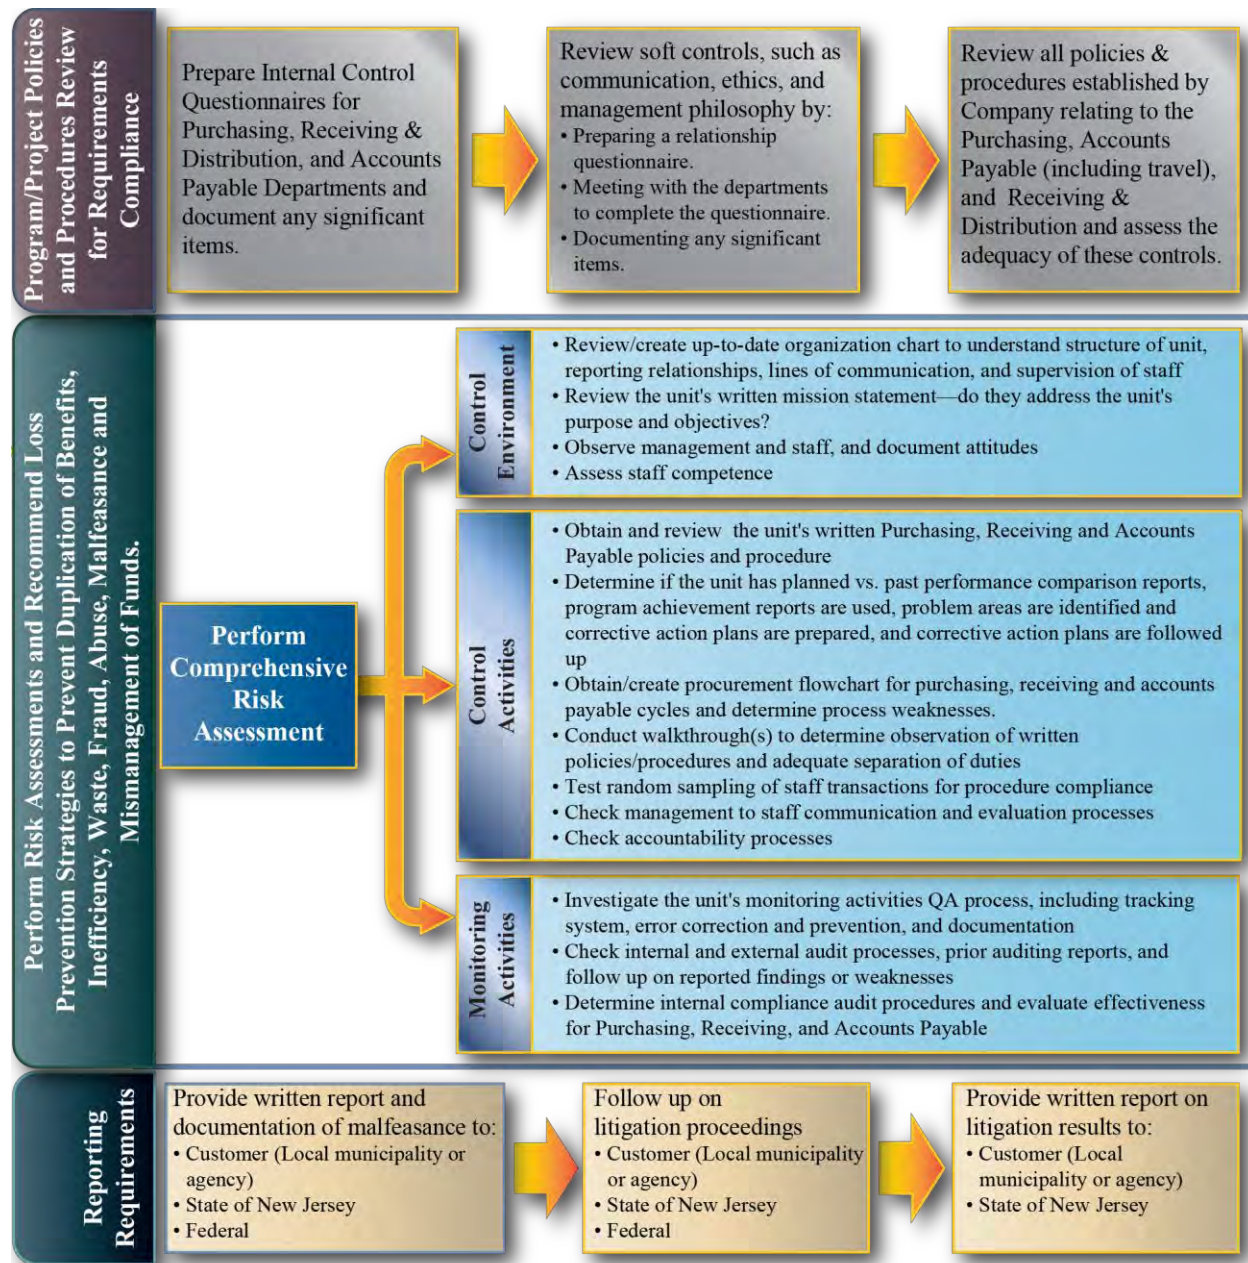 Program/Project Policies
and Procedures Review
for Requirements
Compliance
Prepare Internal Control
Questionnaires for
Purchasing, Receiving &
Distribution, and Accounts
Payable Departments and
document any significant
items.
Review soft controls, such as
communication, ethics, and
management philosophy by:
• Preparing a relationship
questionnaire.
• Meeting with the departments
to complete the questionnaire.
• Documenting any significant
items.
Review all policies &
procedures established by
Company relating to the
Purchasing, Accounts
Payable (including travel),
and Receiving &
Distribution and assess the
adequacy of these controls.
Perform Risk Assessments and Recommend Loss
Prevention Strategies to Prevent Duplication of Benefits,
Inefficiency, Waste, Fraud, Abuse, Malfeasance and
Mismanagement of Funds.
Perform
Comprehensive
Risk
Assessment
Control
Environment
• Review/create up-to-date organization chart to understand structure of unit,
reporting relationships, lines of communication, and supervision of staff
• Review the unit's written mission statement—do they address the unit's
purpose and objectives?
• Observe management and staff, and document attitudes
• Assess staff competence
Control
Activities
• Obtain and review the unit's written Purchasing, Receiving and Accounts
Payable policies and procedure
• Determine if the unit has planned vs. past performance comparison reports,
program achievement reports are used, problem areas are identified and
corrective action plans are prepared, and corrective action plans are followed
up
• Obtain/create procurement flowchart for purchasing, receiving and accounts
payable cycles and determine process weaknesses.
• Conduct walkthrough(s) to determine observation of written
policies/procedures and adequate separation of duties
• Test random sampling of staff transactions for procedure compliance
• Check management to staff communication and evaluation processes
• Check accountability processes
Monitoring
Activities
• Investigate the unit's monitoring activities QA process, including tracking
system, error correction and prevention, and documentation
• Check internal and external audit processes, prior auditing reports, and
follow up on reported findings or weaknesses
• Determine internal compliance audit procedures and evaluate effectiveness
for Purchasing, Receiving, and Accounts Payable
Reporting
Requirements
Provide written report and
documentation of malfeasance to:
• Customer (Local municipality or
agency)
• State of New Jersey
• Federal
Follow up on
litigation proceedings
• Customer (Local municipality
or agency)
• State of New Jersey
• Federal
Provide written report on
litigation results to:
• Customer (Local
municipality or agency)
• State of New Jersey